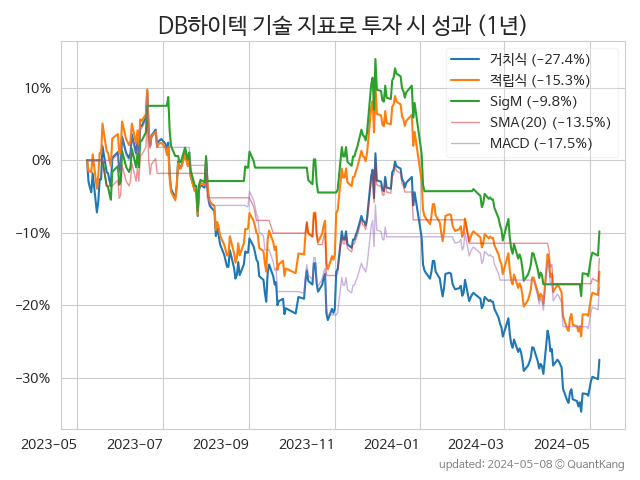 DB하이텍 기술 지표로 투자 시 성과 (1년)
거치식 (−27.4%)
적립식 (−15.3%)
SigM (−9.8%)
SMA(20) (−13.5%)
MACD (−17.5%)
10%
0%
−10%
−20%
−30%
2023-05 2023-07 2023-09 2023-11 2024-01 2024-03 2024-05
updated: 2024-05-08 © QuantKang